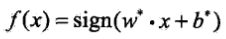 f(x) = sign(w* · x + b*)